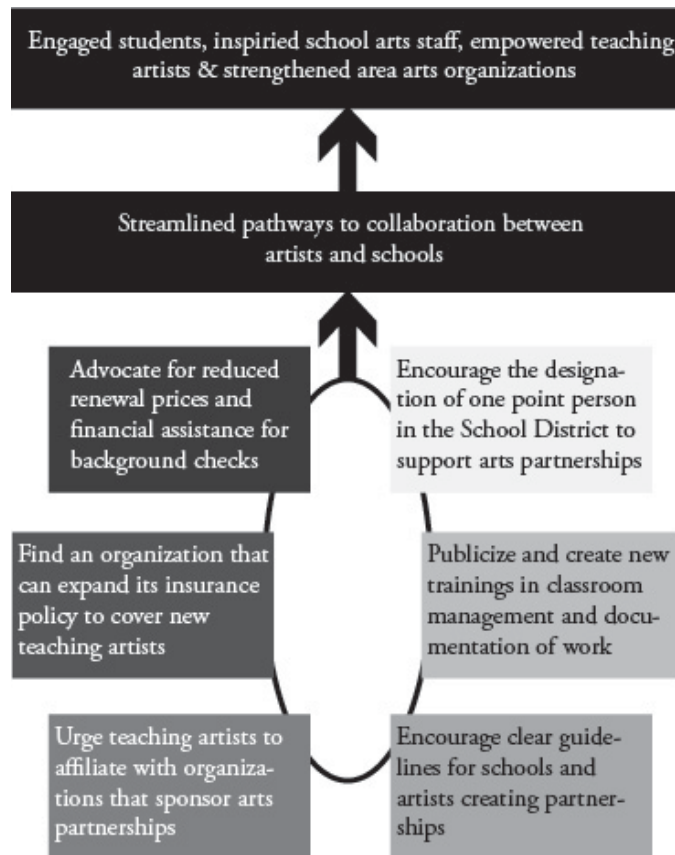 Engaged students, inspiried school arts staff, empowered teaching
artists & strengthened area arts organizations
Streamlined pathways to collaboration between
artists and schools
Advocate for reduced
renewal prices and
financial assistance for
background checks
Encourage the designa-
tion of one point person
in the School District to
support arts partnerships
Find an organization that
can expand its insurance
policy to cover new
teaching artists
Publicize and create new
trainings in classroom
management and docu-
mentation of work
Urge teaching artists to
affiliate with organiza-
tions that sponsor arts
partnerships
Encourage clear guide-
lines for schools and
artists creating partner-
ships